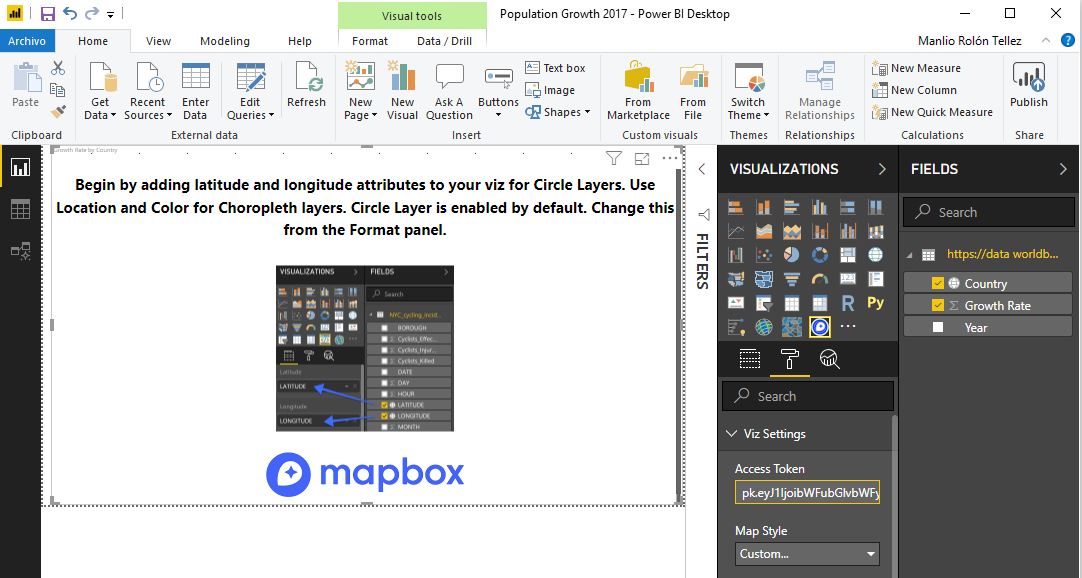 Visual tools
Population Growth 2017 - Power BI Desktop
Archivo
Home
View
Modeling
Help
Format
Data / Drill
Manlio Rolón Tellez
Paste
Get
Data
Recent
Sources
Enter
Data
Edit
Queries
Refresh
New
Page
New
Visual
Ask A
Question
Buttons
Text box
Image
Shapes
From
Marketplace
From
File
Switch
Theme
Manage
Relationships
New Measure
New Column
New Quick Measure
Publish
Clipboard
External data
Insert
Custom visuals
Themes
Relationships
Calculations
Share
Growth Rate by Country
Begin by adding latitude and longitude attributes to your viz for Circle Layers. Use
Location and Color for Choropleth layers. Circle Layer is enabled by default. Change this
from the Format panel.
VISUALIZATIONS
FIELDS
Search
NYC_cycling_incid...
BOROUGH
Cyclists_Effec...
Cyclists_Injur...
Cyclists_Killed
DATE
DAY
HOUR
LATITUDE
LONGITUDE
MONTH
Latitude
LATITUDE
Longitude
LONGITUDE
mapbox
FILTERS
VISUALIZATIONS
R
Py
Search
Viz Settings
Access Token
pk.eyJ1IjoibWFubGlvbWFy
Map Style
Custom...
FIELDS
Search
https://data worldb...
Country
Growth Rate
Year